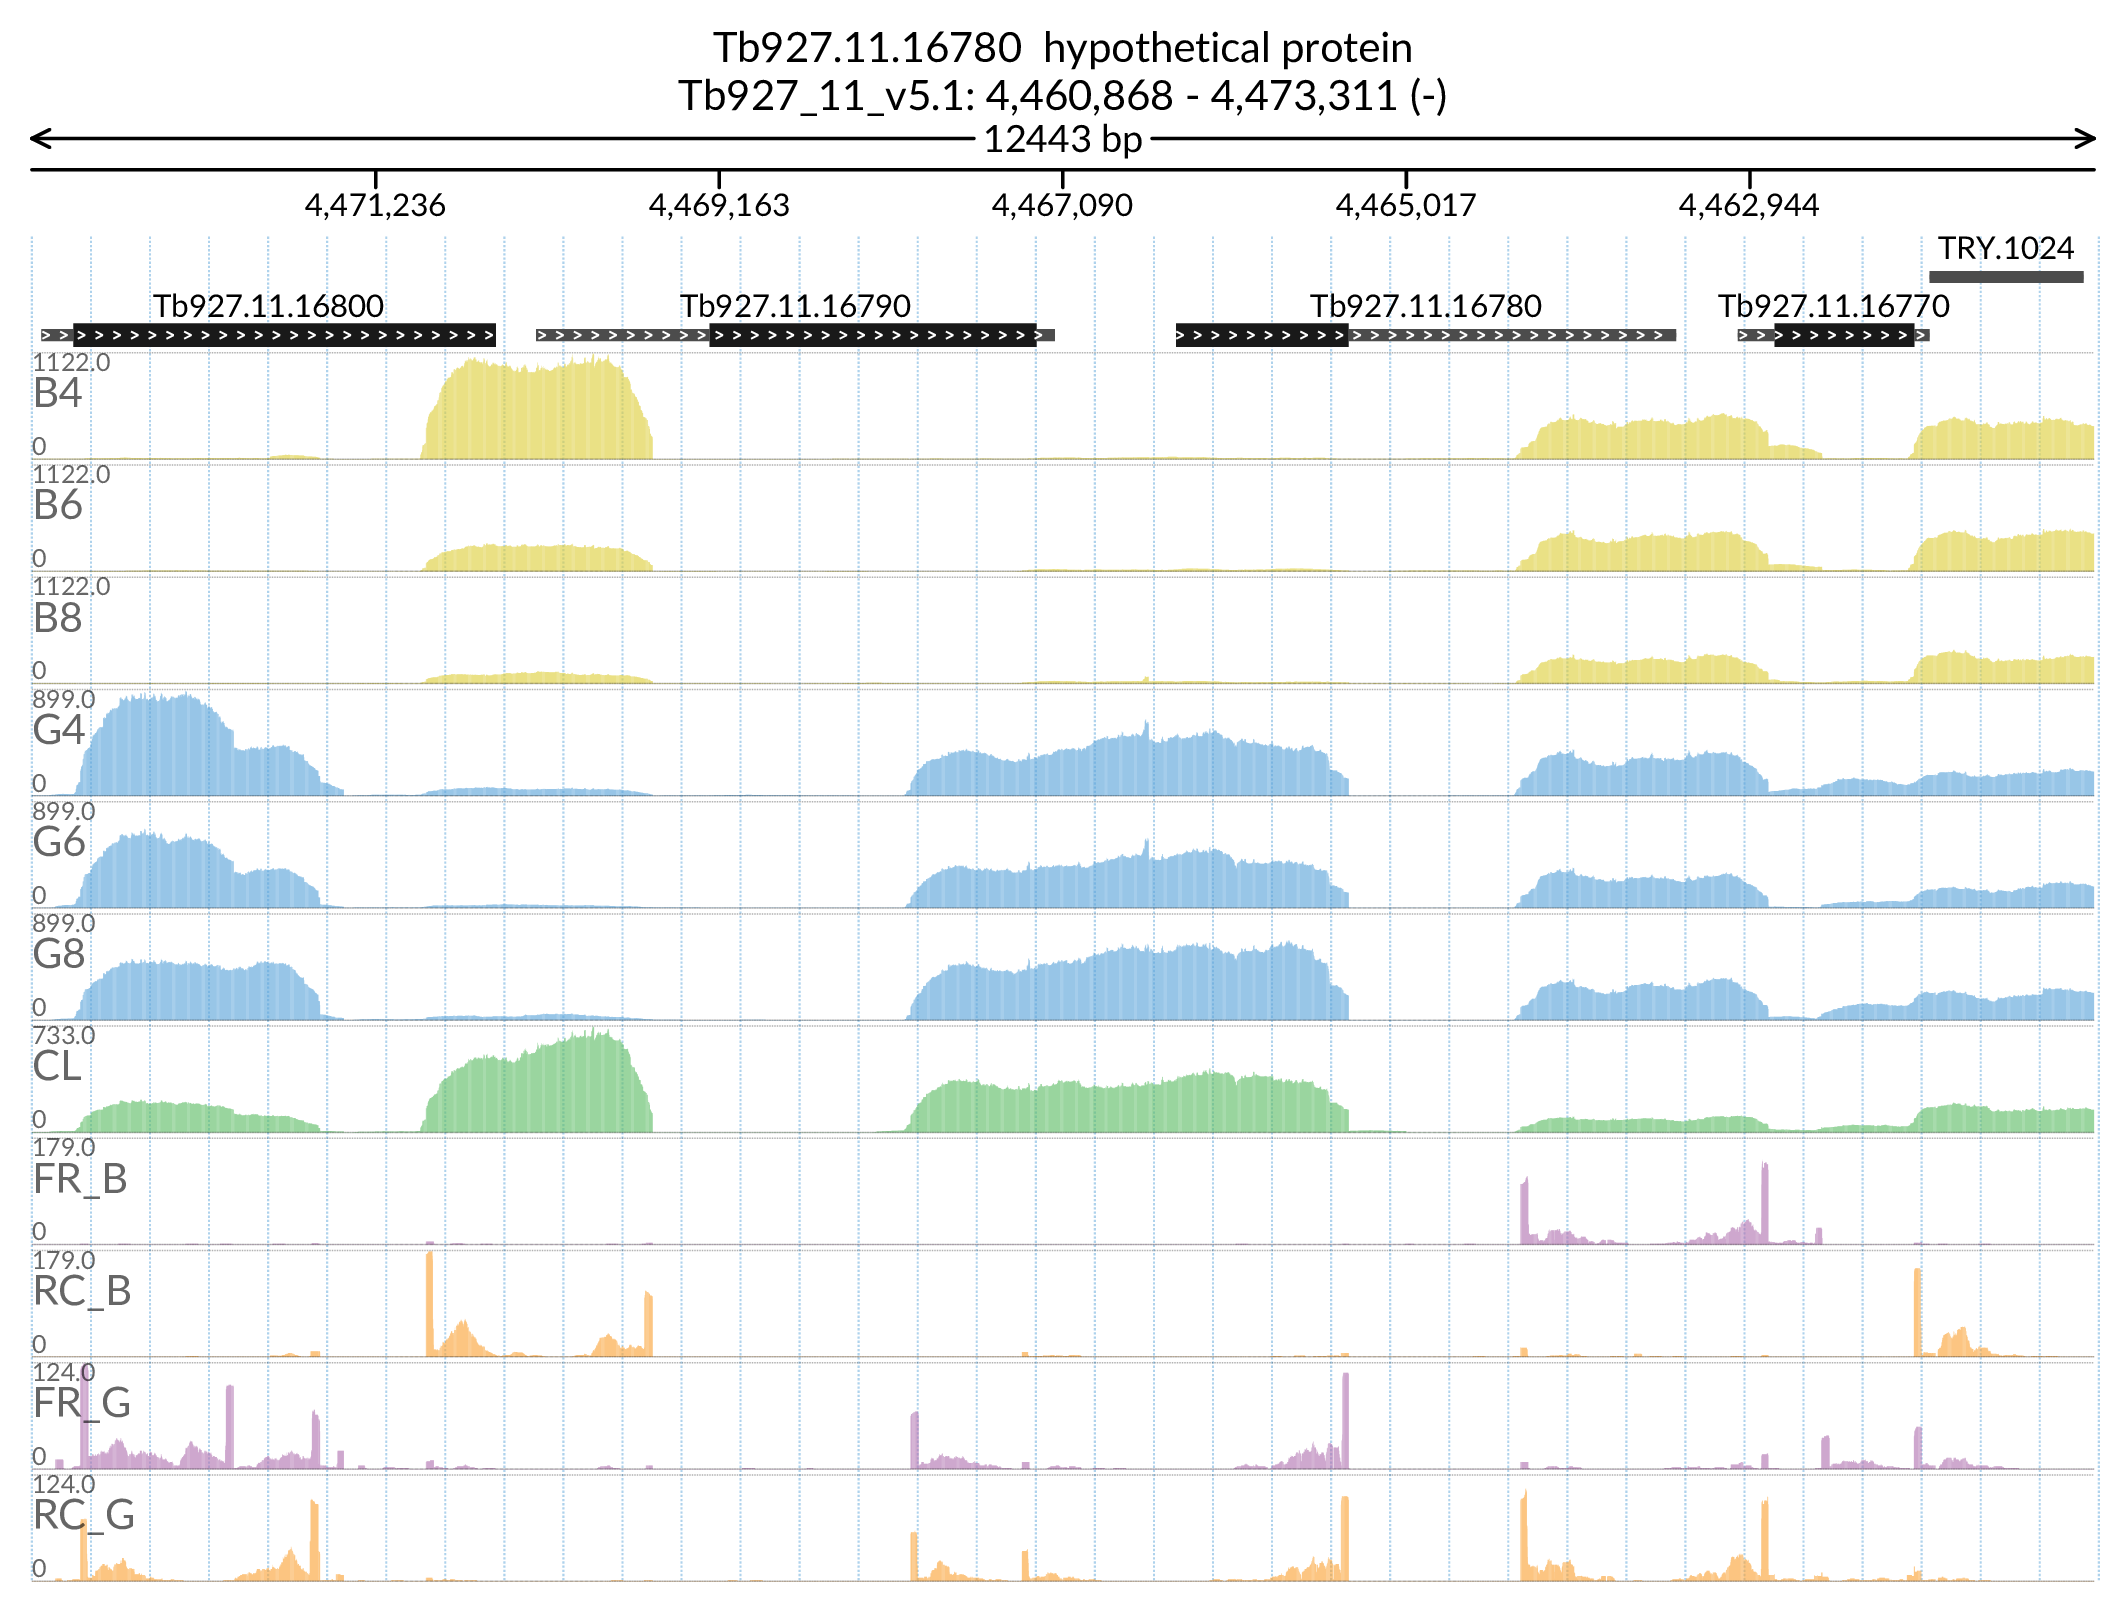 Tb927.11.16780  hypothetical protein
Tb927_11_v5.1: 4,460,868 - 4,473,311 (-)
12443 bp
4,471,236 4,469,163 4,467,090 4,465,017 4,462,944
TRY.1024
Tb927.11.16800 Tb927.11.16790 Tb927.11.16780 Tb927.11.16770
1122.0
B4
0
1122.0
B6
0
1122.0
B8
0
899.0
G4
0
899.0
G6
0
899.0
G8
0
733.0
CL
0
179.0
FR_B
0
179.0
RC_B
0
124.0
FR_G
0
124.0
RC_G
0